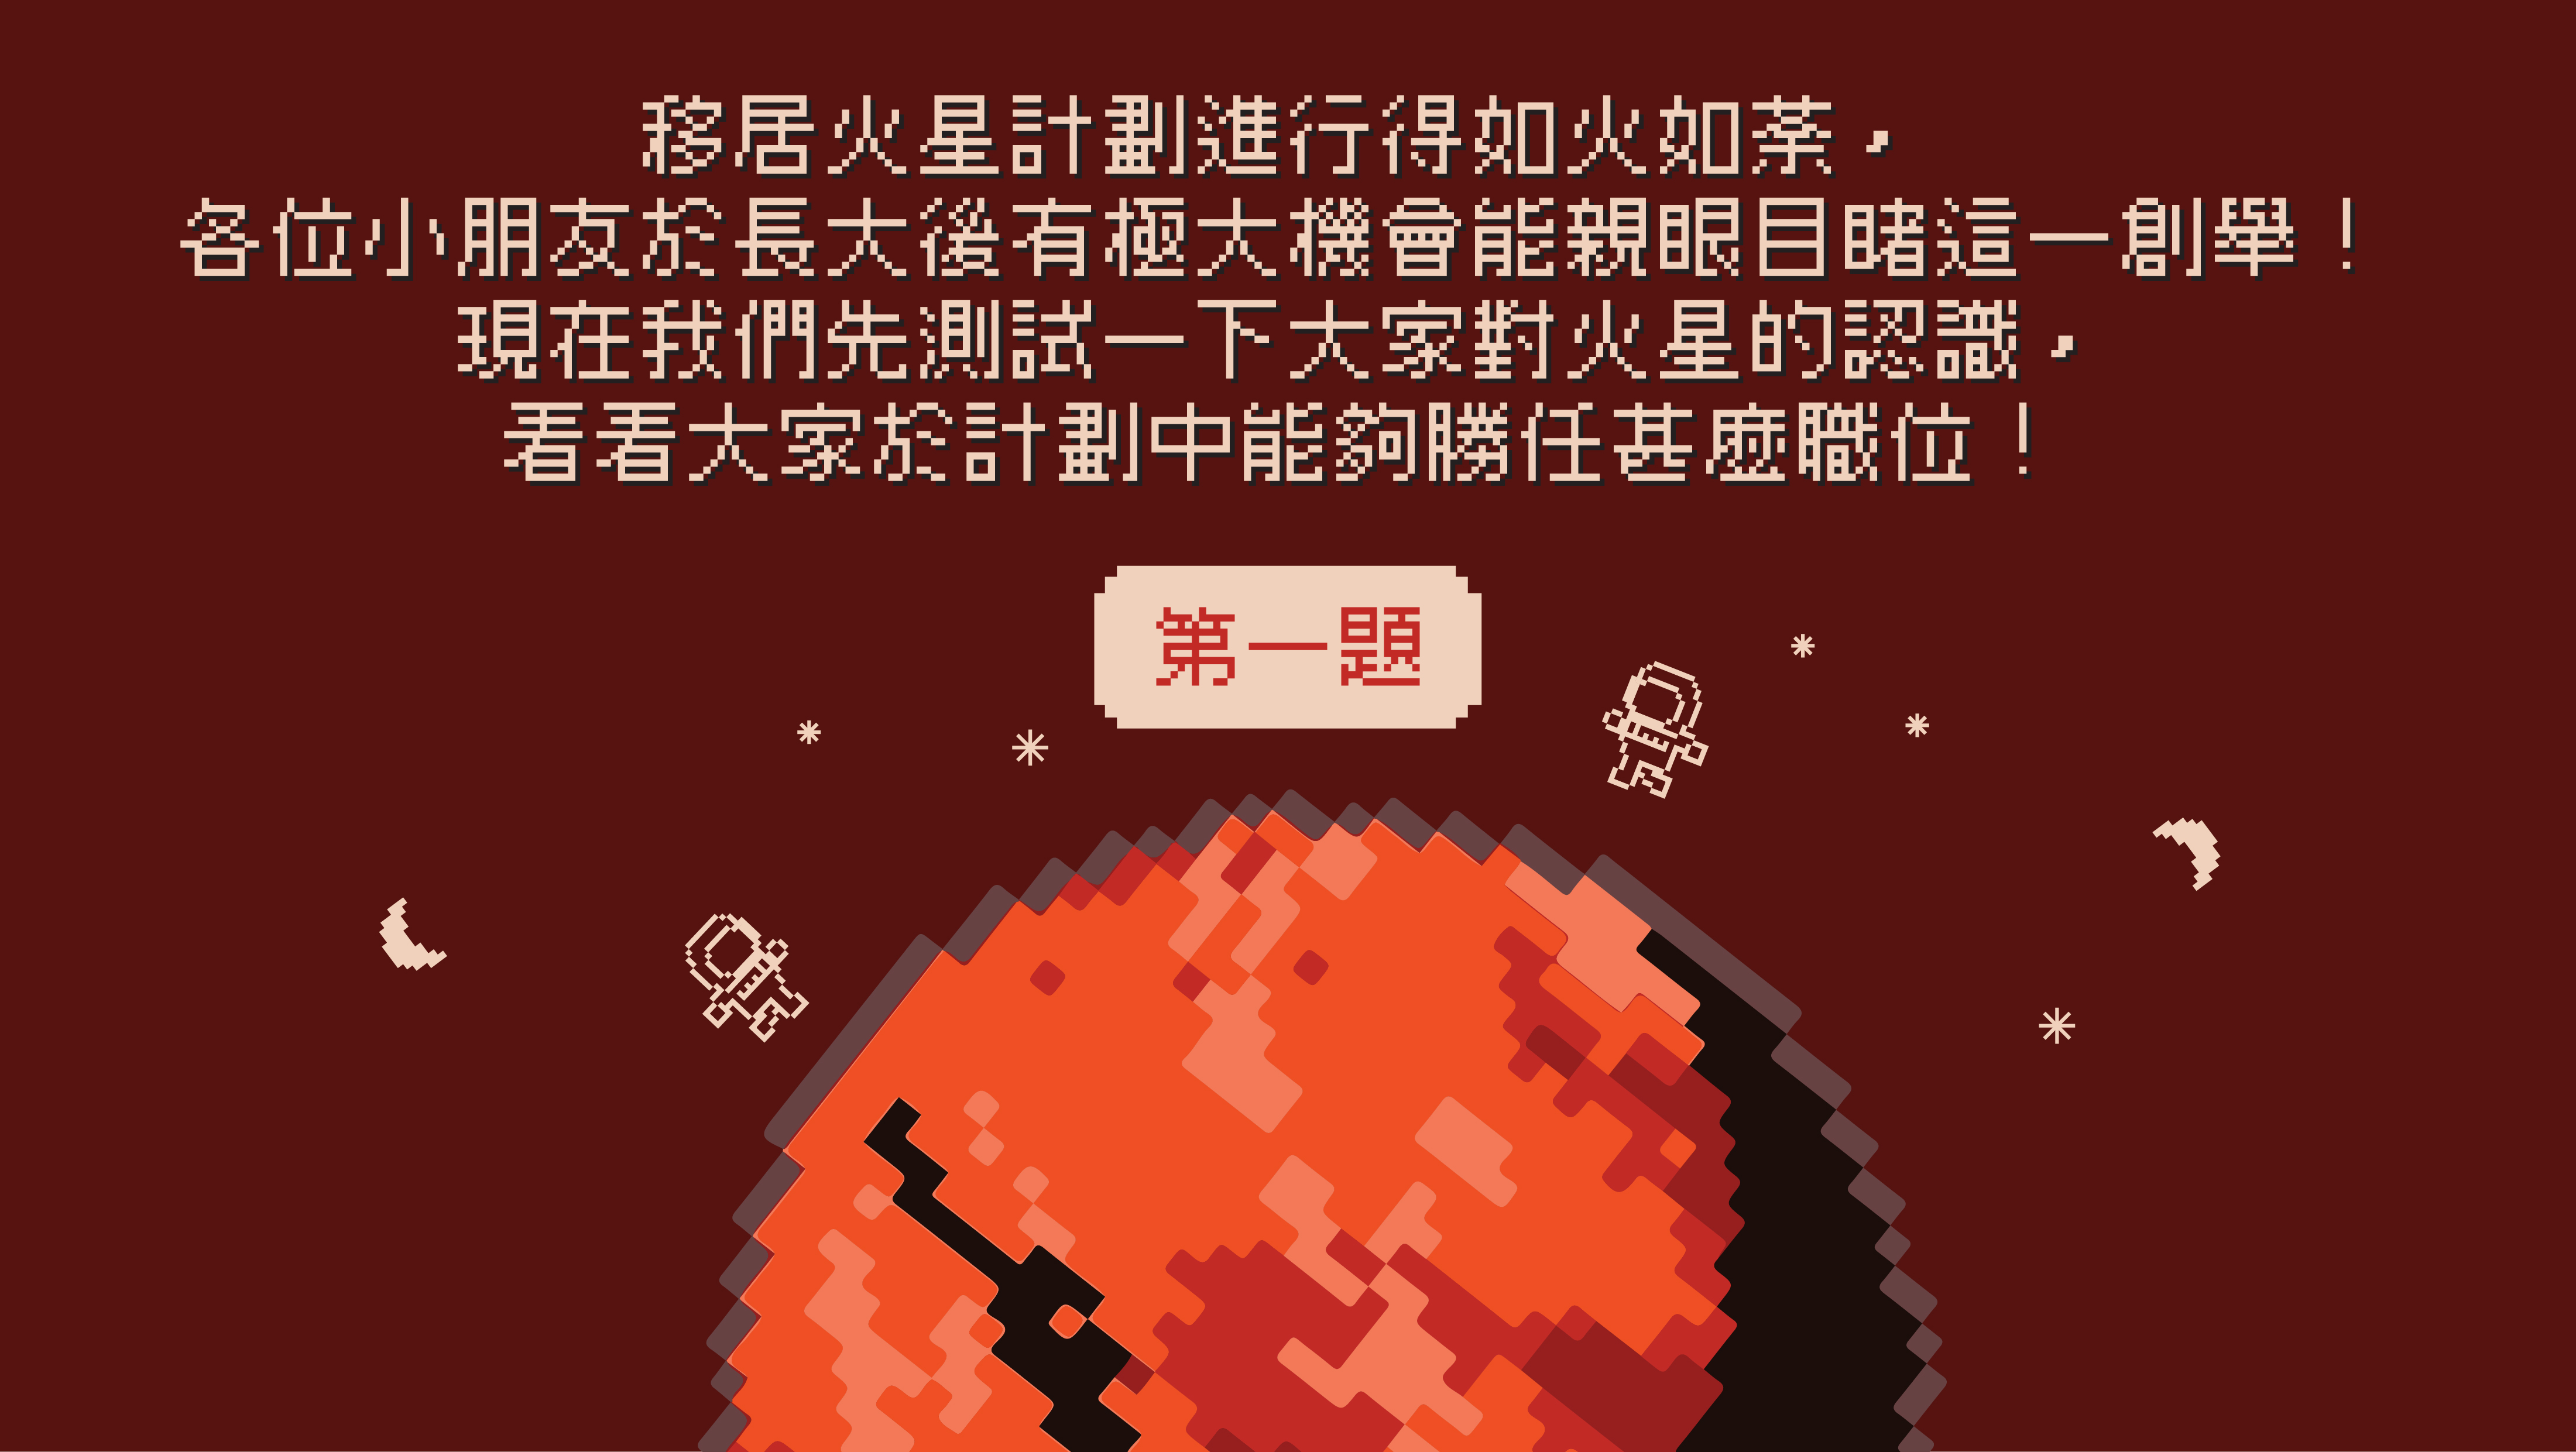 移居火星計劃進行得如火如荼，
各位小朋友於長大後有極大機會能親眼目睹這一創舉！
現在我們先測試一下大家對火星的認識，
看看大家於計劃中能夠勝任甚麼職位！
第一題